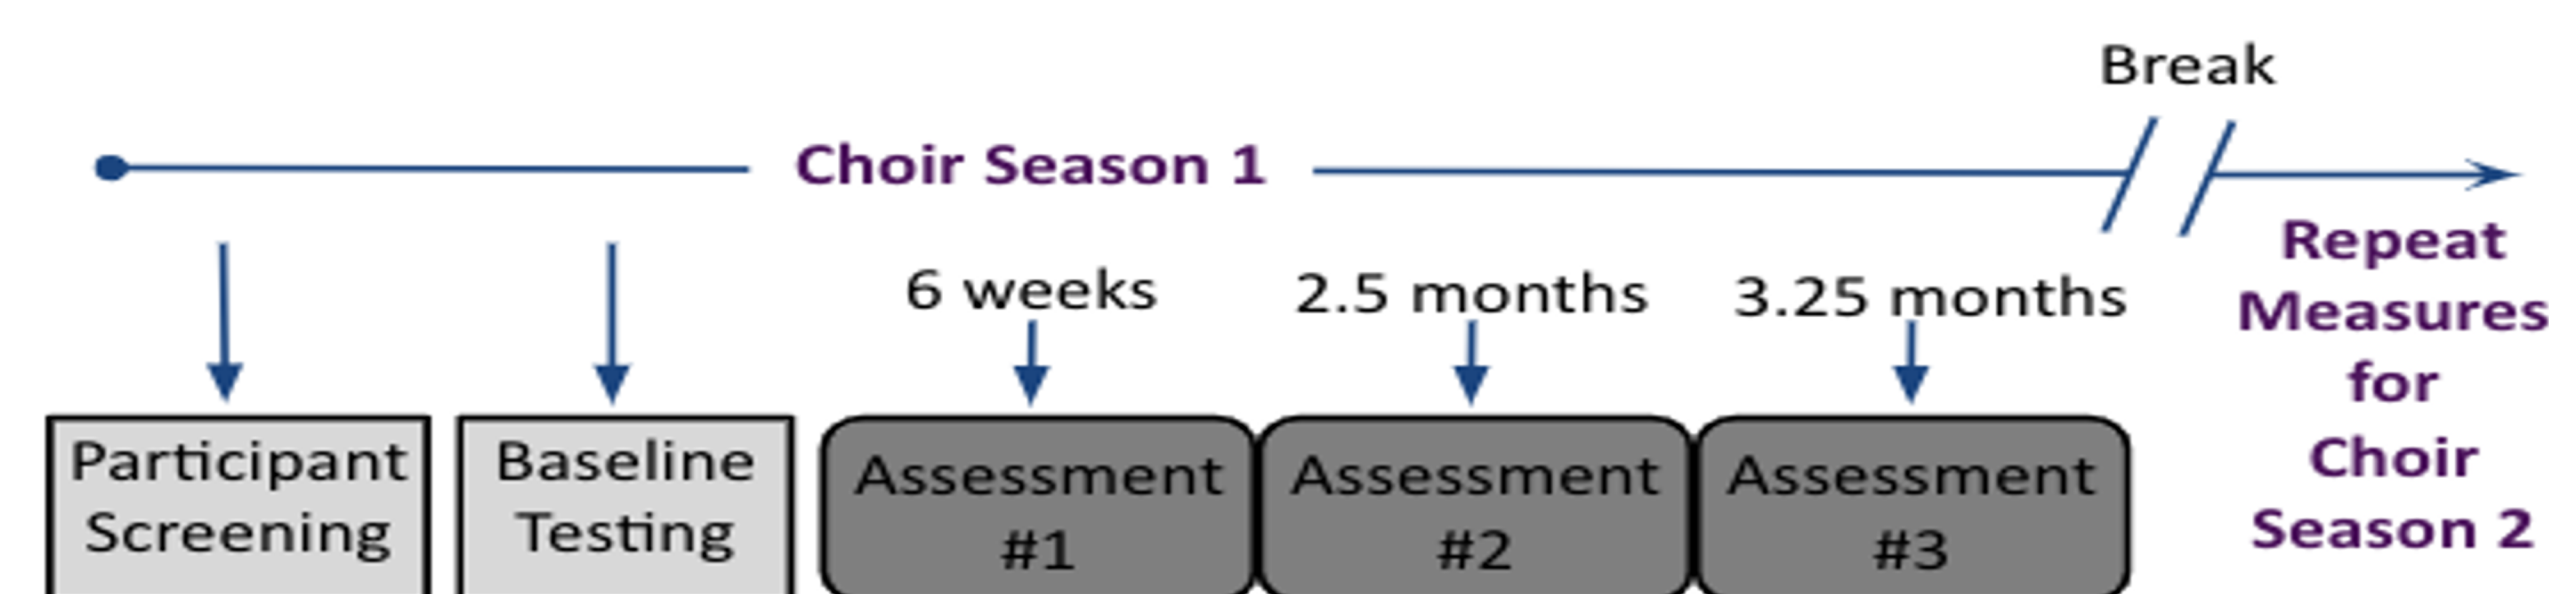 Break
Choir Season 1
6 weeks
2.5 months
3.25 months
Participant
Screening
Baseline
Testing
Assessment
#1
Assessment
#2
Assessment
#3
Repeat
Measures
for
Choir
Season 2